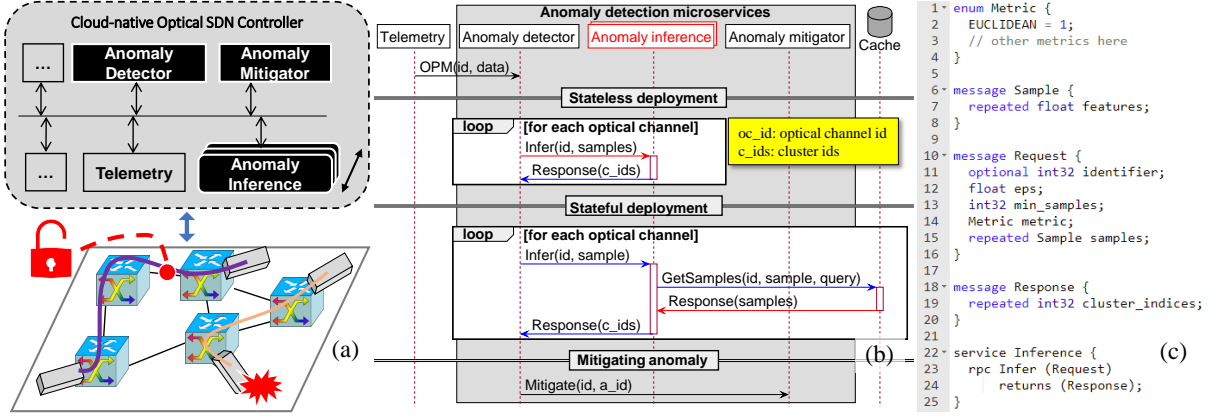 Cloud-native Optical SDN Controller
...
Anomaly
Detector
Anomaly
Mitigator
...
Telemetry
Anomaly
Inference
(a)
Anomaly detection microservices
Telemetry
Anomaly detector
Anomaly inference
Anomaly mitigator
Cache
OPM(id, data)
Stateless deployment
loop
[for each optical channel]
Infer(id, samples)
Response(c_ids)
oc_id: optical channel id
c_ids: cluster ids
Stateful deployment
loop
[for each optical channel]
Infer(id, sample)
GetSamples(id, sample, query)
Response(samples)
Response(c_ids)
(b)
Mitigating anomaly
Mitigate(id, a_id)
1 enum Metric {
2 EUCLIDEAN = 1;
3 // other metrics here
4 }
5
6 message Sample {
7 repeated float features;
8 }
9
10 message Request {
11 optional int32 identifier;
12 float eps;
13 int32 min_samples;
14 Metric metric;
15 repeated Sample samples;
16 }
17
18 message Response {
19 repeated int32 cluster_indices;
20 }
21
22 service Inference {
23 rpc Infer (Request)
24 returns (Response);
25 }
(c)